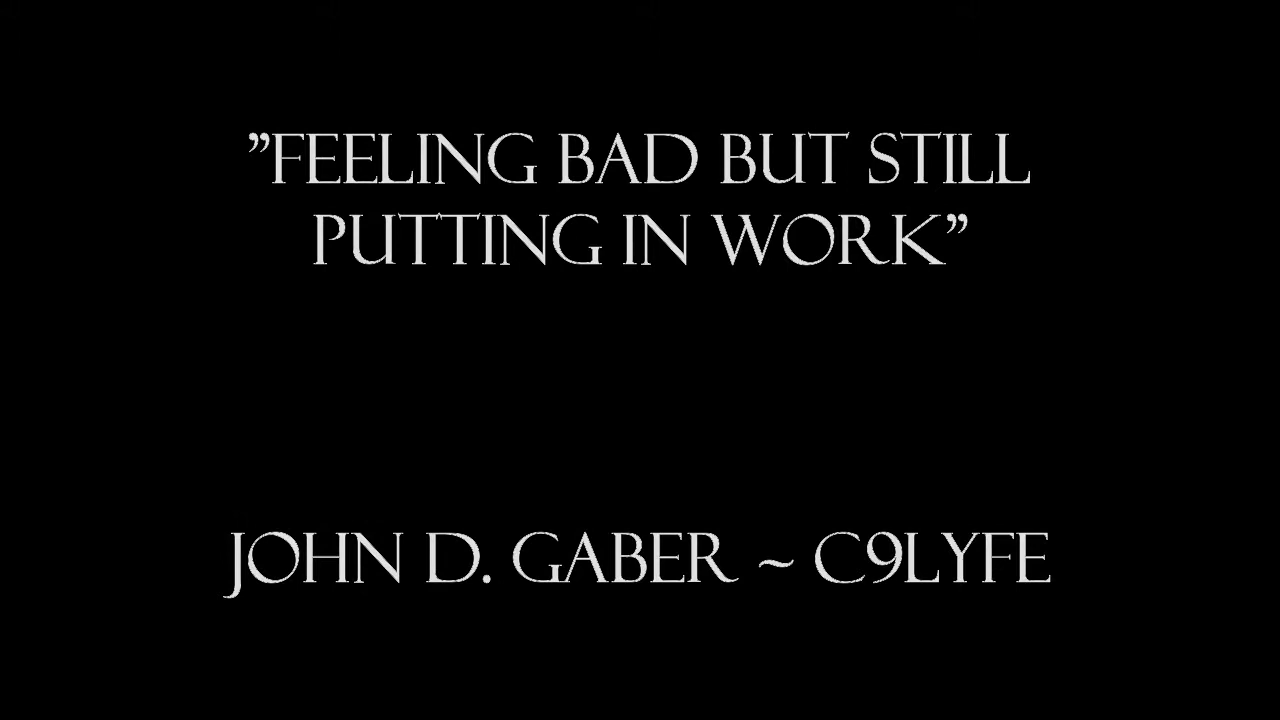 ”FEELING BAD BUT STILL
PUTTING IN WORK”
JOHN D. GABER ~ C9LYFE